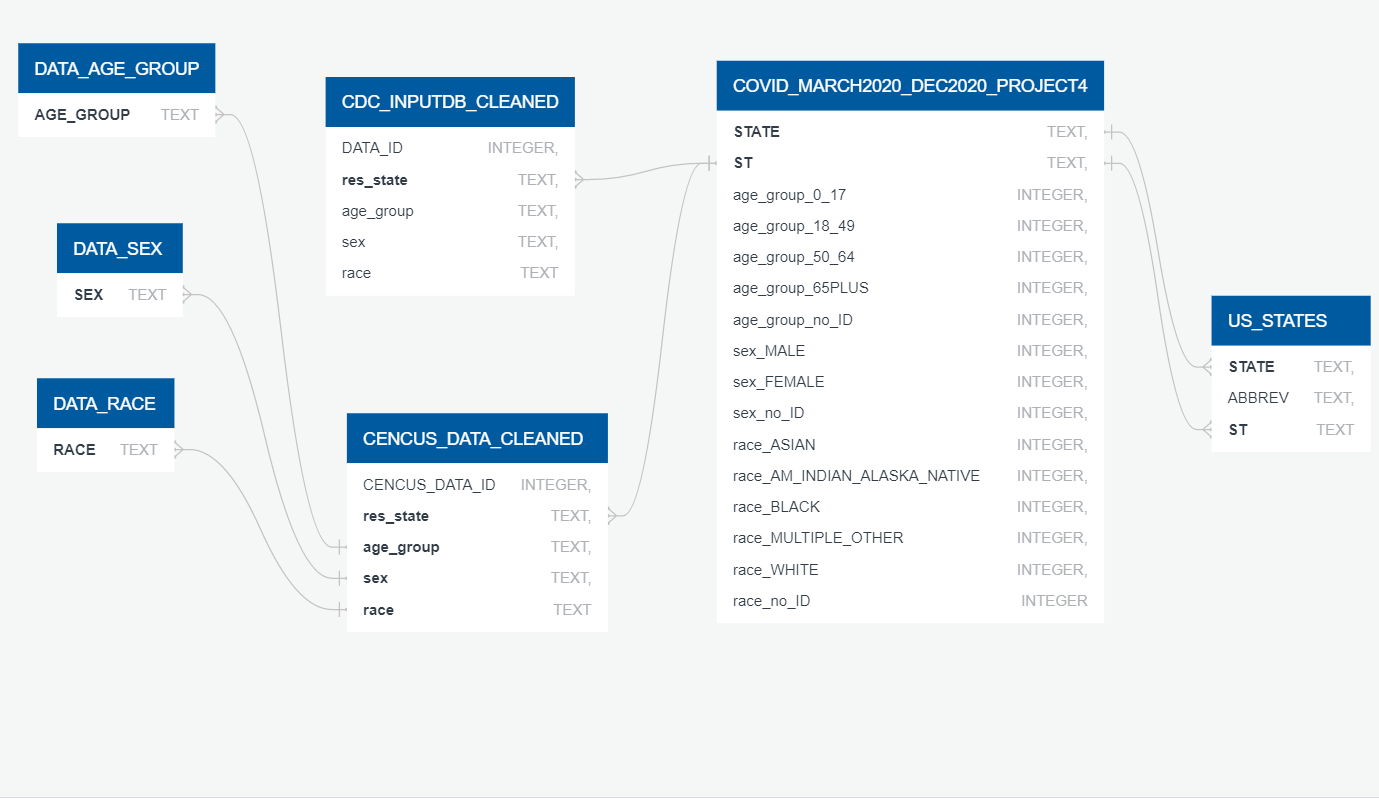 DATA_AGE_GROUP
AGE_GROUP TEXT
DATA_SEX
SEX TEXT
DATA_RACE
RACE TEXT
CDC_INPUTDB_CLEANED
DATA_ID INTEGER,
res_state TEXT,
age_group TEXT,
sex TEXT,
race TEXT
CENCUS_DATA_CLEANED
CENCUS_DATA_ID INTEGER,
res_state TEXT,
age_group TEXT,
sex TEXT,
race TEXT
COVID_MARCH2020_DEC2020_PROJECT4
STATE TEXT,
ST TEXT,
age_group_0_17 INTEGER,
age_group_18_49 INTEGER,
age_group_50_64 INTEGER,
age_group_65PLUS INTEGER,
age_group_no_ID INTEGER,
sex_MALE INTEGER,
sex_FEMALE INTEGER,
sex_no_ID INTEGER,
race_ASIAN INTEGER,
race_AM_INDIAN_ALASKA_NATIVE INTEGER,
race_BLACK INTEGER,
race_MULTIPLE_OTHER INTEGER,
race_WHITE INTEGER,
race_no_ID INTEGER
US_STATES
STATE TEXT,
ABBREV TEXT,
ST TEXT